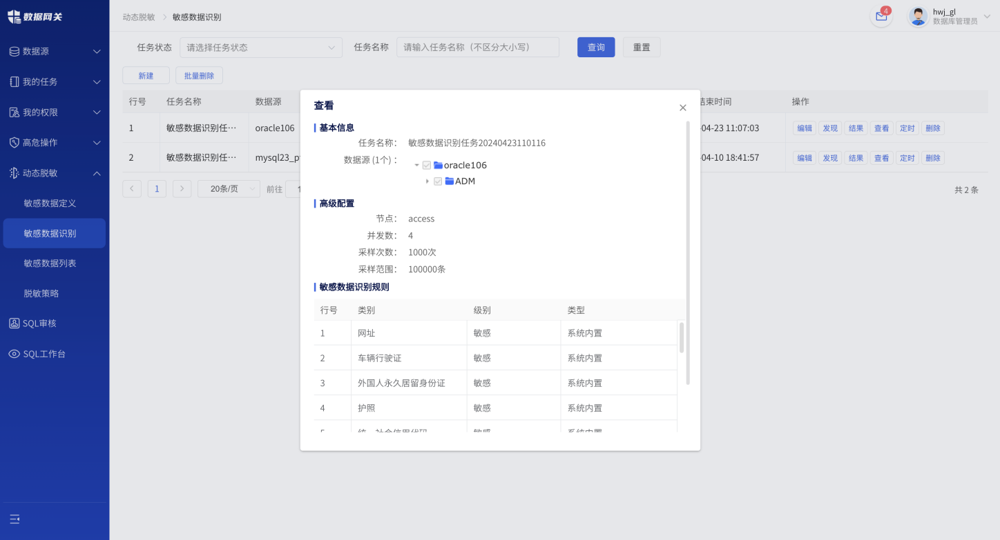 数据网关
动态脱敏 > 敏感数据识别
4
hwj_gl
数据库管理员
数据源
我的任务
我的权限
高危操作
动态脱敏
敏感数据定义
敏感数据识别
敏感数据列表
脱敏策略
SQL审核
SQL工作台
任务状态 请选择任务状态 任务名称 请输入任务名称（不区分大小写） 查询 重置
新建 批量删除
行号 任务名称 数据源 结束时间 操作
1 敏感数据识别任… oracle106 -04-23 11:07:03 编辑 发现 结果 查看 定时 删除
2 敏感数据识别任… mysql23_p -04-10 18:41:57 编辑 发现 结果 查看 定时 删除
< 1 > 20条/页 前往 1
共 2 条
查看
基本信息
任务名称： 敏感数据识别任务20240423110116
数据源 (1个)： oracle106
ADM
高级配置
节点： access
并发数： 4
采样次数： 1000次
采样范围： 100000条
敏感数据识别规则
行号 类别 级别 类型
1 网址 敏感 系统内置
2 车辆行驶证 敏感 系统内置
3 外国人永久居留身份证 敏感 系统内置
4 护照 敏感 系统内置
5 统一社会信用代码 敏感 系统内置